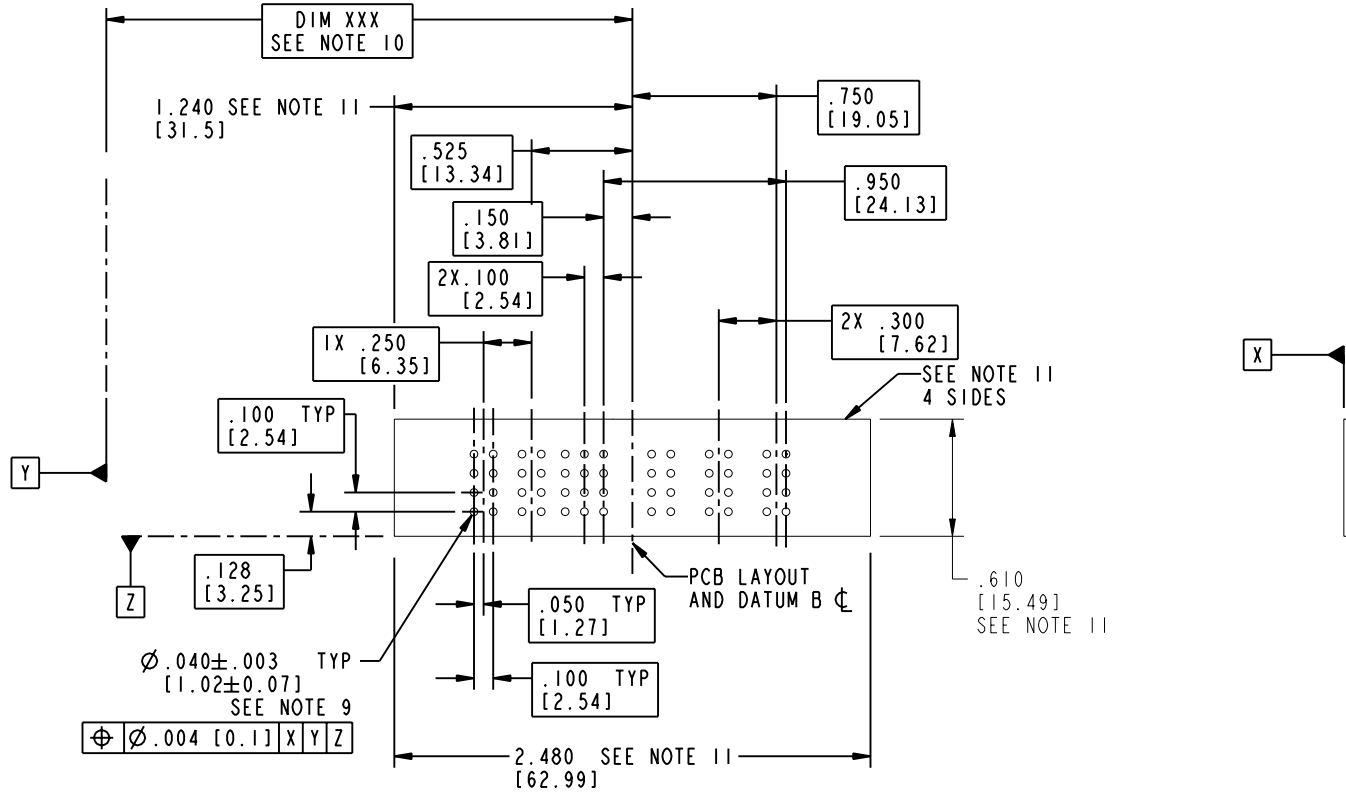 DIM XXX
SEE NOTE 10
1.240 SEE NOTE 11
[31.5]
.750
[19.05]
.525
[13.34]
.950
[24.13]
.150
[3.81]
2X .100
[2.54]
2X .300
[7.62]
1X .250
[6.35]
X
SEE NOTE 11
4 SIDES
.100 TYP
[2.54]
Y
.128
[3.25]
Z
PCB LAYOUT
AND DATUM B ℄
.610
[15.49]
SEE NOTE 11
.050 TYP
[1.27]
Ø.040±.003 TYP
[1.02±0.07]
SEE NOTE 9
.100 TYP
[2.54]
⌖ Ø.004 [0.1] X Y Z
2.480 SEE NOTE 11
[62.99]